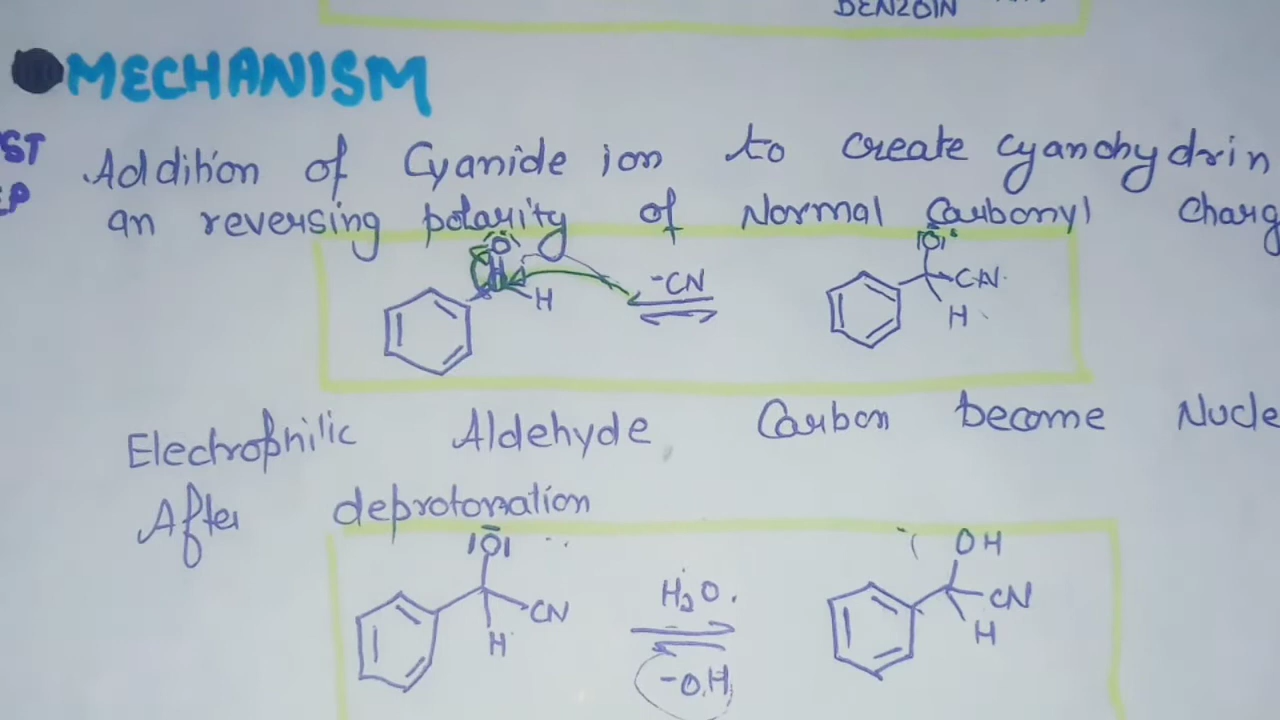 BENZOIN
MECHANISM
ST Addition of Cyanide ion to create cyanohydrin
EP an reversing polarity of Normal Carbonyl Charg
O
H
-CN
|O|
CN
H
Electrophilic Aldehyde Carbon become Nucle
After deprotonation
|O|
CN
H
H₂O.
-OH
OH
CN
H